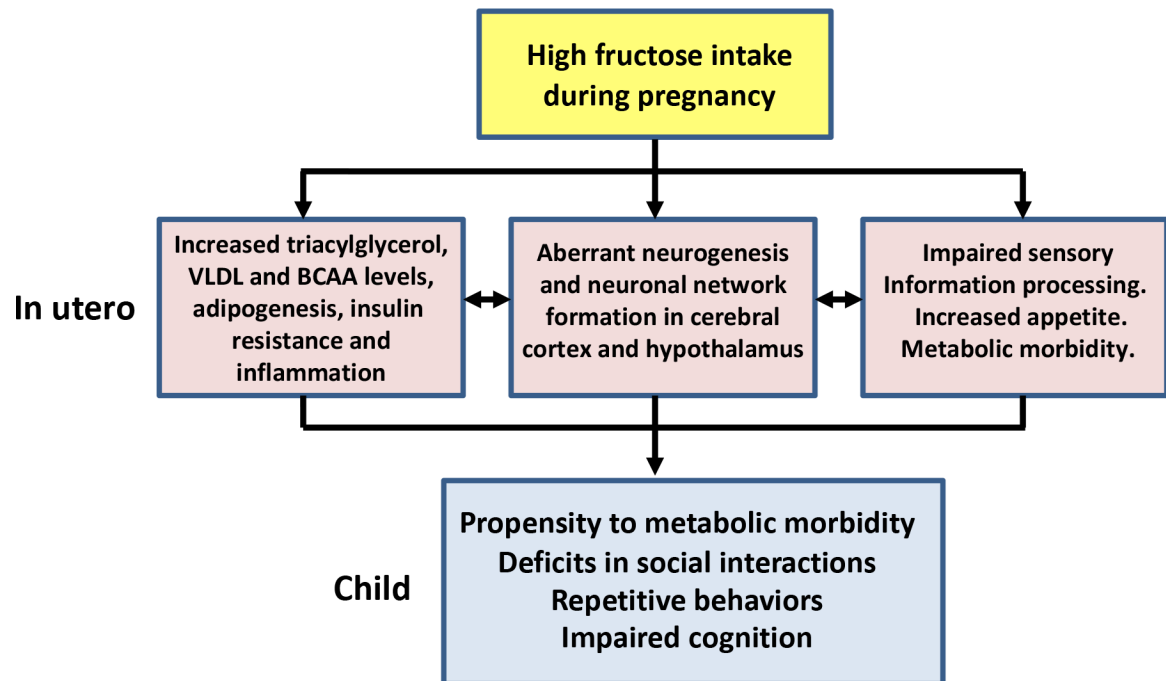 High fructose intake
during pregnancy
In utero
Increased triacylglycerol,
VLDL and BCAA levels,
adipogenesis, insulin
resistance and
inflammation
Aberrant neurogenesis
and neuronal network
formation in cerebral
cortex and hypothalamus
Impaired sensory
Information processing.
Increased appetite.
Metabolic morbidity.
Child
Propensity to metabolic morbidity
Deficits in social interactions
Repetitive behaviors
Impaired cognition